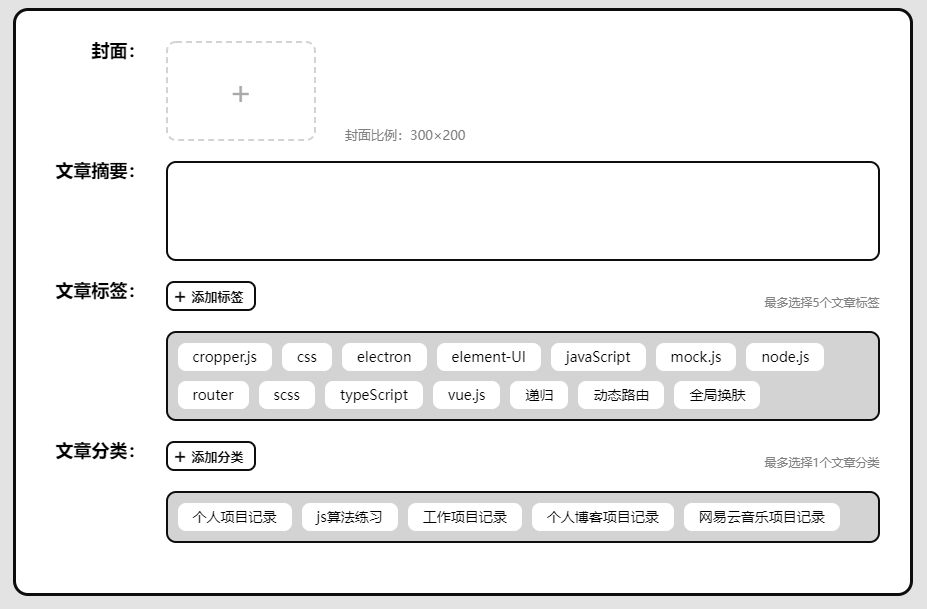 封面：
+
封面比例：300×200
文章摘要：
文章标签：
+ 添加标签
最多选择5个文章标签
cropper.js css electron element-UI javaScript mock.js node.js
router scss typeScript vue.js 递归 动态路由 全局换肤
文章分类：
+ 添加分类
最多选择1个文章分类
个人项目记录 js算法练习 工作项目记录 个人博客项目记录 网易云音乐项目记录